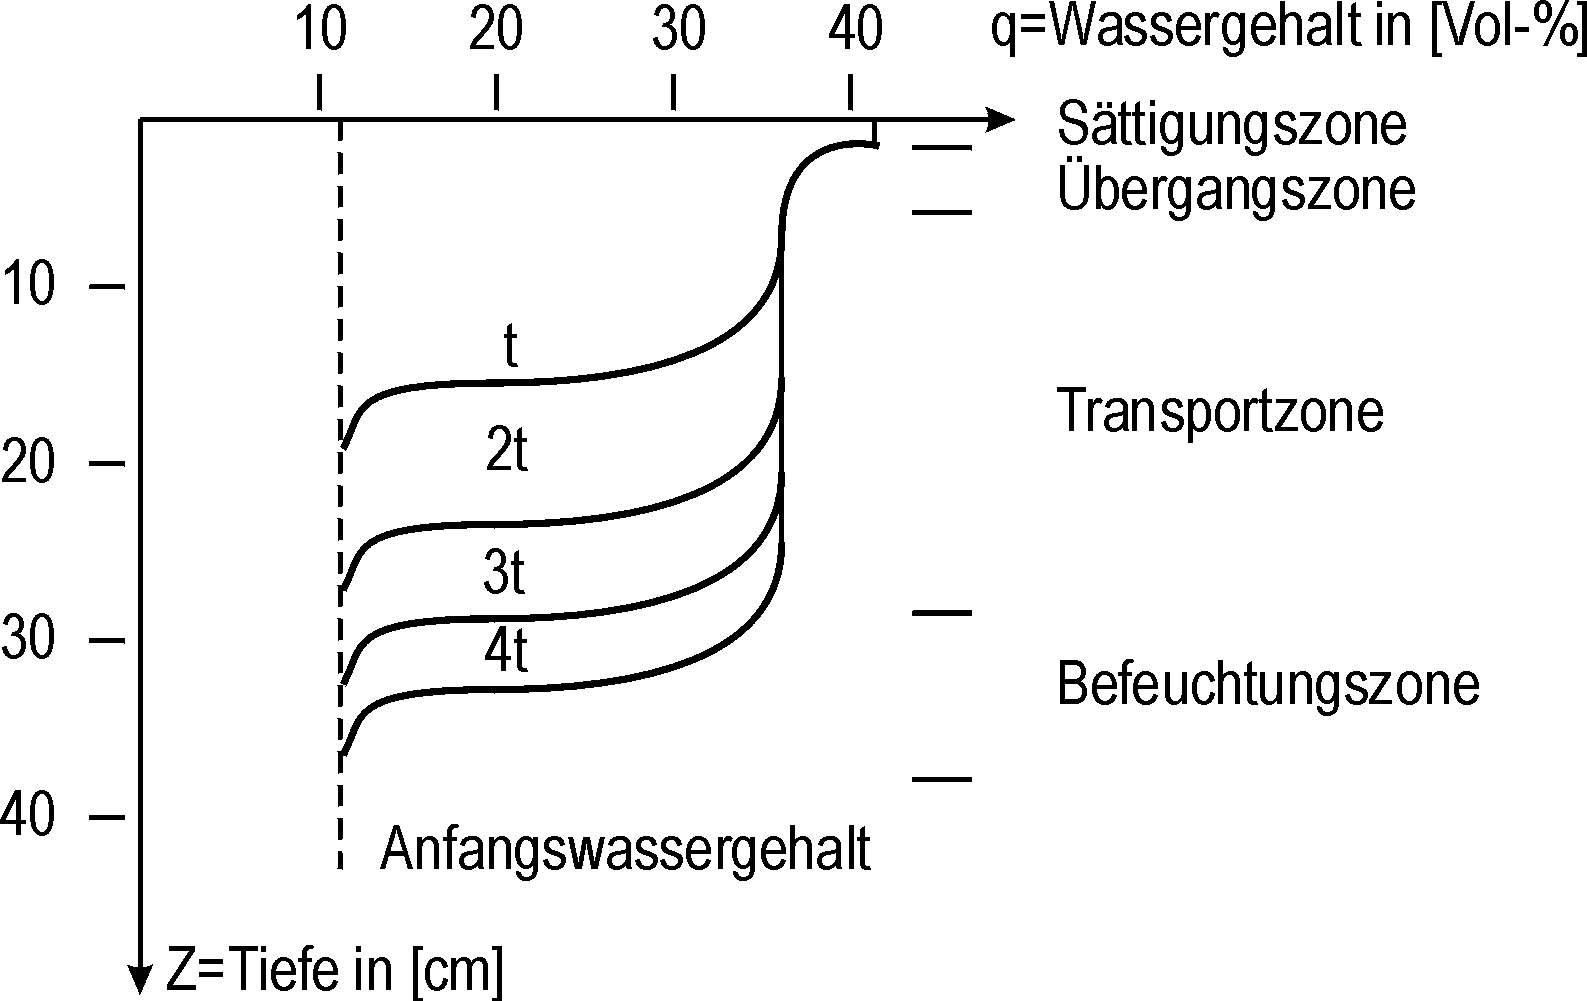 10 20 30 40 q=Wassergehalt in [Vol-%]
Sättigungszone
Übergangszone
10
t
Transportzone
20
2t
3t
30
4t
Befeuchtungszone
40
Anfangswassergehalt
Z=Tiefe in [cm]